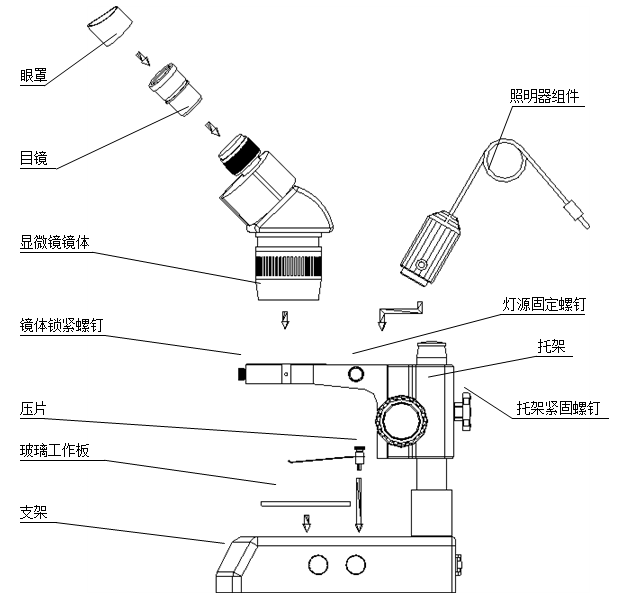 眼罩
照明器组件
目镜
显微镜镜体
灯源固定螺钉
镜体锁紧螺钉
托架
压片
托架紧固螺钉
玻璃工作板
支架